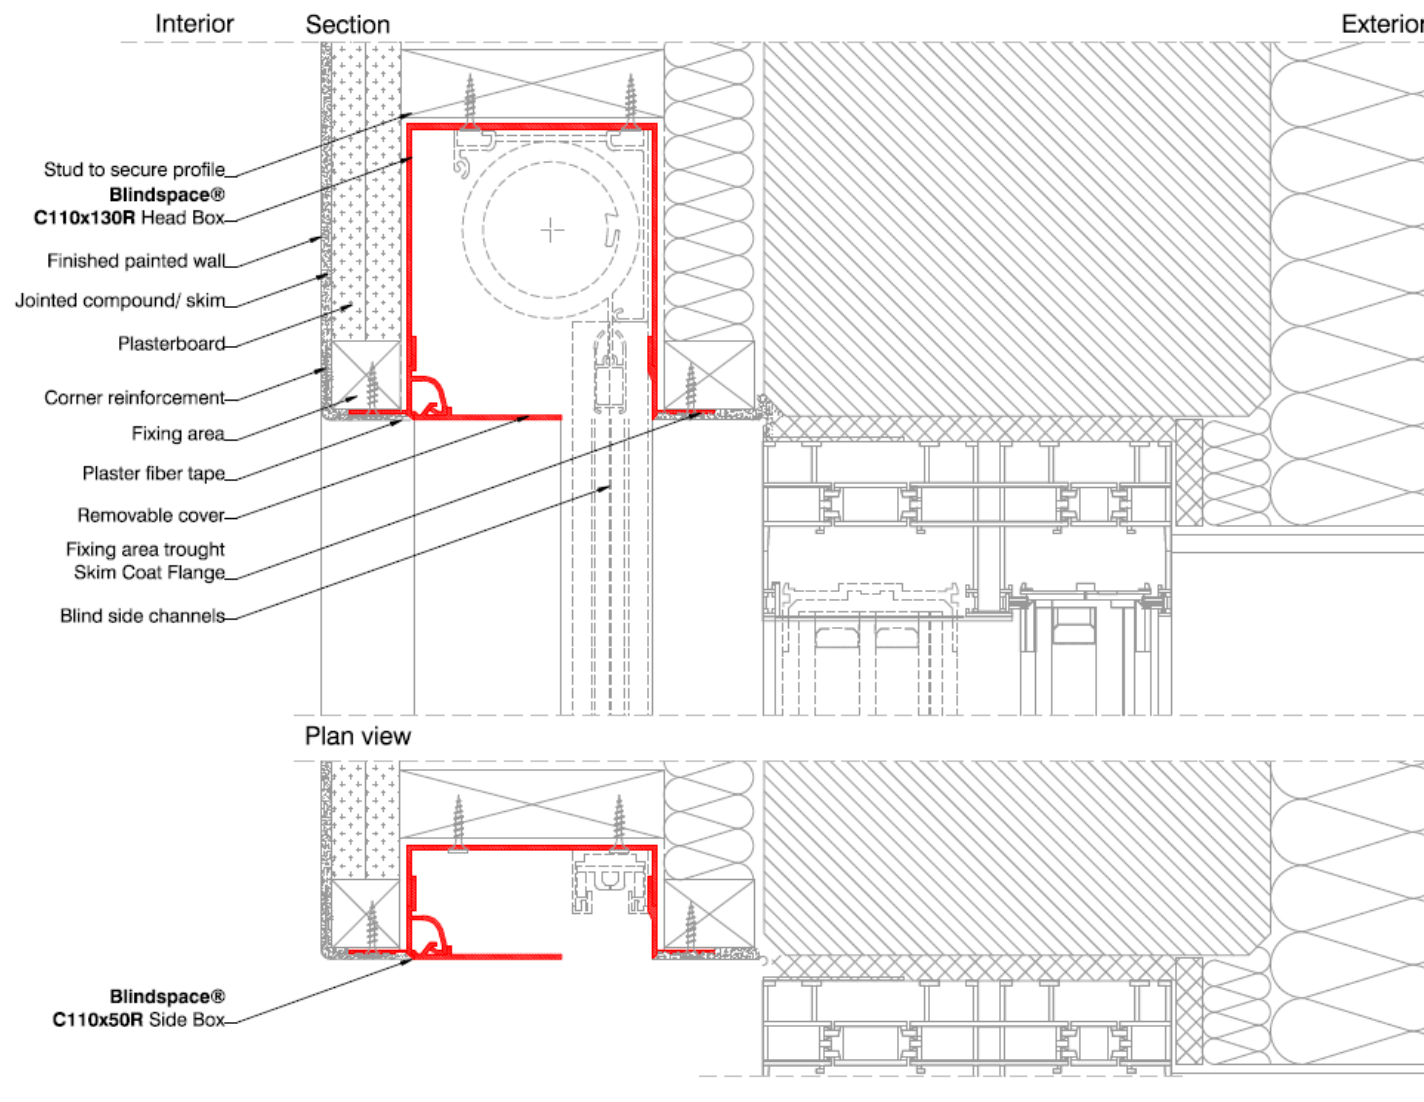 Interior
Section
Exterior
Stud to secure profile
Blindspace®
C110x130R Head Box
Finished painted wall
Jointed compound/ skim
Plasterboard
Corner reinforcement
Fixing area
Plaster fiber tape
Removable cover
Fixing area trought
Skim Coat Flange
Blind side channels
Plan view
Blindspace®
C110x50R Side Box